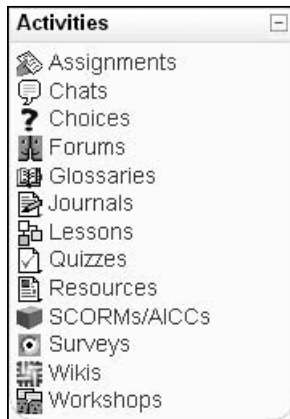 Activities
Assignments
Chats
Choices
Forums
Glossaries
Journals
Lessons
Quizzes
Resources
SCORMs/AICCs
Surveys
Wikis
Workshops